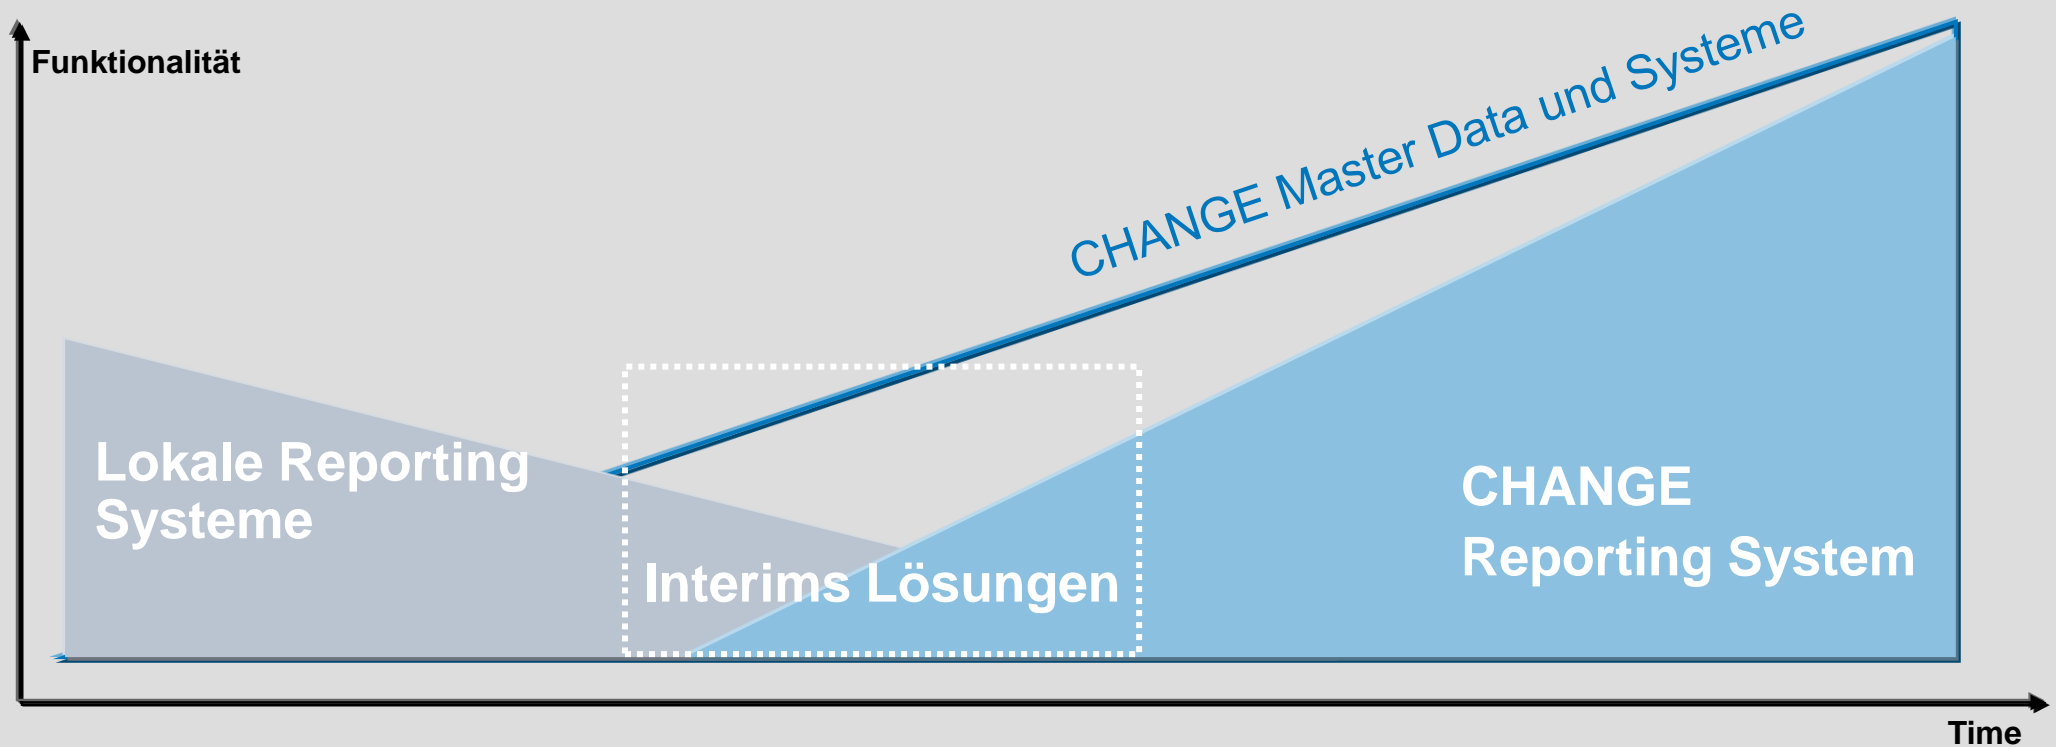 Funktionalität
CHANGE Master Data und Systeme
Lokale Reporting
Systeme
Interims Lösungen
CHANGE
Reporting System
Time